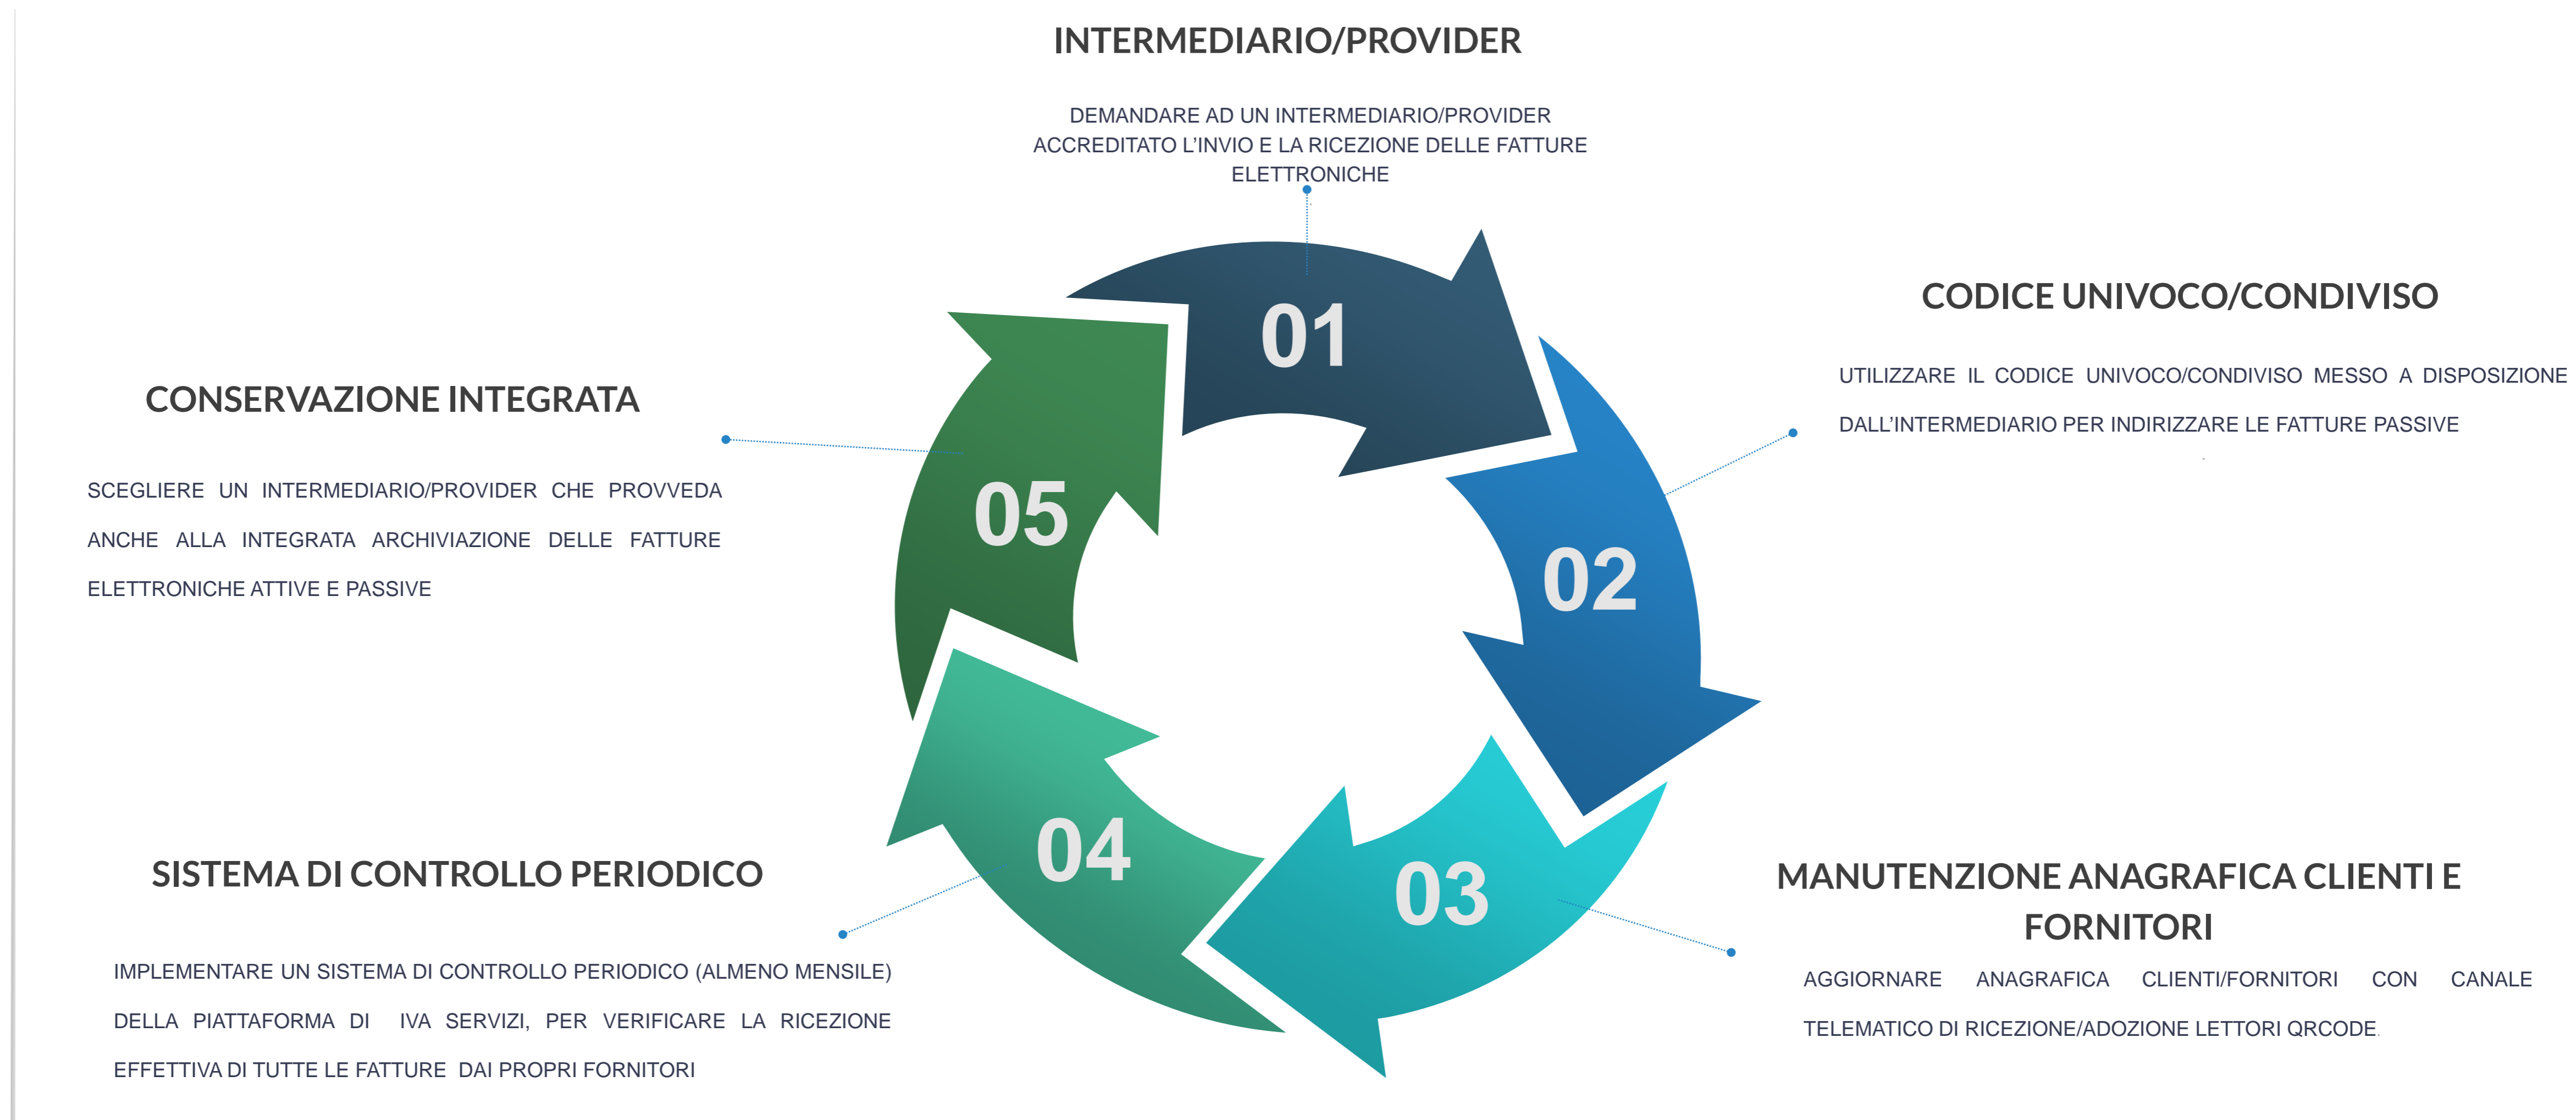 INTERMEDIARIO/PROVIDER
DEMANDARE AD UN INTERMEDIARIO/PROVIDER
ACCREDITATO L'INVIO E LA RICEZIONE DELLE FATTURE
ELETTRONICHE
01
CODICE UNIVOCO/CONDIVISO
UTILIZZARE IL CODICE UNIVOCO/CONDIVISO MESSO A DISPOSIZIONE
DALL'INTERMEDIARIO PER INDIRIZZARE LE FATTURE PASSIVE
02
MANUTENZIONE ANAGRAFICA CLIENTI E
FORNITORI
AGGIORNARE ANAGRAFICA CLIENTI/FORNITORI CON CANALE
TELEMATICO DI RICEZIONE/ADOZIONE LETTORI QRCODE.
03
SISTEMA DI CONTROLLO PERIODICO
IMPLEMENTARE UN SISTEMA DI CONTROLLO PERIODICO (ALMENO MENSILE)
DELLA PIATTAFORMA DI IVA SERVIZI, PER VERIFICARE LA RICEZIONE
EFFETTIVA DI TUTTE LE FATTURE DAI PROPRI FORNITORI
04
CONSERVAZIONE INTEGRATA
SCEGLIERE UN INTERMEDIARIO/PROVIDER CHE PROVVEDA
ANCHE ALLA INTEGRATA ARCHIVIAZIONE DELLE FATTURE
ELETTRONICHE ATTIVE E PASSIVE
05